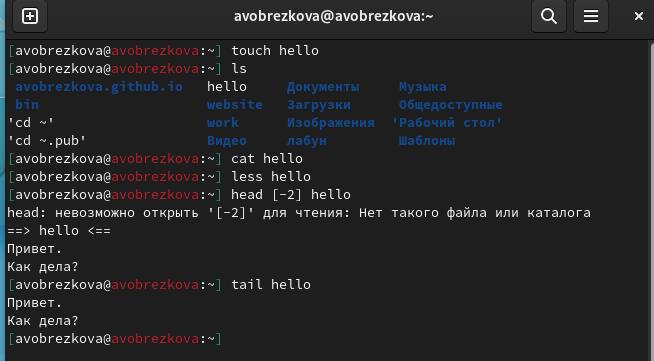 avobrezkova@avobrezkova:~
[avobrezkova@avobrezkova:~] touch hello
[avobrezkova@avobrezkova:~] ls
avobrezkova.github.io hello Документы Музыка
bin website Загрузки Общедоступные
'cd ~' work Изображения 'Рабочий стол'
'cd ~.pub' Видео лабун Шаблоны
[avobrezkova@avobrezkova:~] cat hello
[avobrezkova@avobrezkova:~] less hello
[avobrezkova@avobrezkova:~] head [-2] hello
head: невозможно открыть '[-2]' для чтения: Нет такого файла или каталога
==> hello <==
Привет.
Как дела?
[avobrezkova@avobrezkova:~] tail hello
Привет.
Как дела?
[avobrezkova@avobrezkova:~]